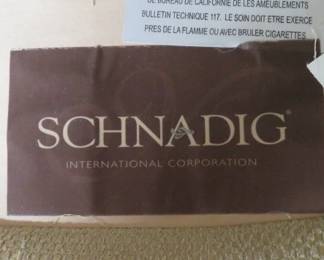 DE BUREAU DE CALIFORNIE DE LES AMEUBLEMENTS
BULLETIN TECHNIQUE 117. LE SOIN DOIT ETRE EXERCE
PRES DE LA FLAMME OU AVEC BRULER CIGARETTES.
SCHNADIG®
INTERNATIONAL CORPORATION